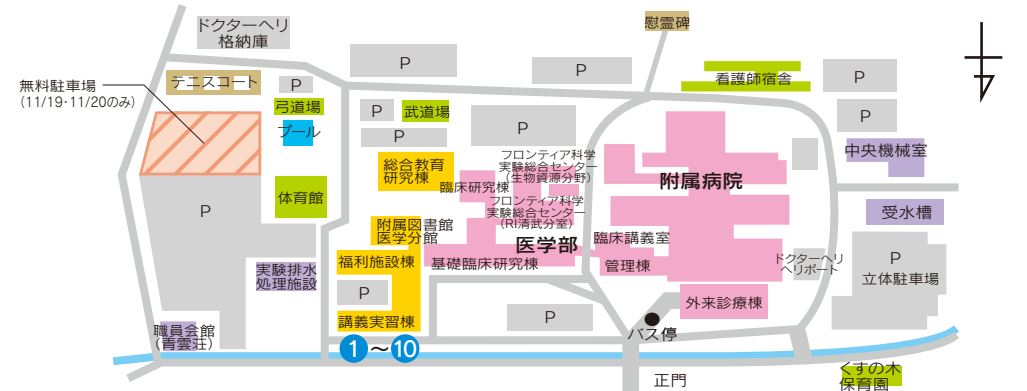 ドクターヘリ
格納庫
慰霊碑
P
P
看護師宿舎
P
無料駐車場
(11/19・11/20のみ)
テニスコート
P
弓道場
プール
P
武道場
P
P
P
中央機械室
総合教育
研究棟
フロンティア科学
実験総合センター
(生物資源分野)
臨床研究棟
附属病院
体育館
P
フロンティア科学
実験総合センター
(RI清武分室)
受水槽
附属図書館
医学分館
医学部
臨床講義室
福利施設棟
基礎臨床研究棟
管理棟
ドクターヘリ
ヘリポート
P
立体駐車場
実験排水
処理施設
P
外来診療棟
職員会館
(青雲荘)
講義実習棟
P
バス停
1～10
正門
くすの木
保育園